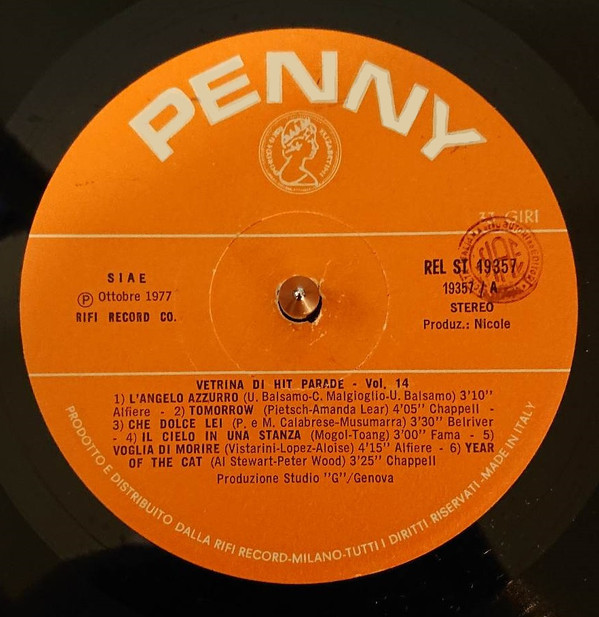 PENNY
33 GIRI
SIAE
Ⓟ Ottobre 1977
RIFI RECORD CO.
REL ST 49357
19357 / A
STEREO
Produz.: Nicole
VETRINA DI HIT PARADE - Vol. 14
1) L'ANGELO AZZURRO (U. Balsamo-C. Malgioglio-U. Balsamo) 3'10"
Alfiere - 2) TOMORROW (Pietsch-Amanda Lear) 4'05" Chappell -
3) CHE DOLCE LEI (P. e M. Calabrese-Musumarra) 3'30" Belriver
- 4) IL CIELO IN UNA STANZA (Mogol-Toang) 3'00" Fama - 5)
VOGLIA DI MORIRE (Vistarini-Lopez-Aloise) 4'15" Alfiere - 6) YEAR
OF THE CAT (Al Stewart-Peter Wood) 3'25" Chappell
Produzione Studio "G"/Genova
PRODOTTO E DISTRIBUITO DALLA RIFI RECORD-MILANO-TUTTI I DIRITTI RISERVATI-MADE IN ITALY